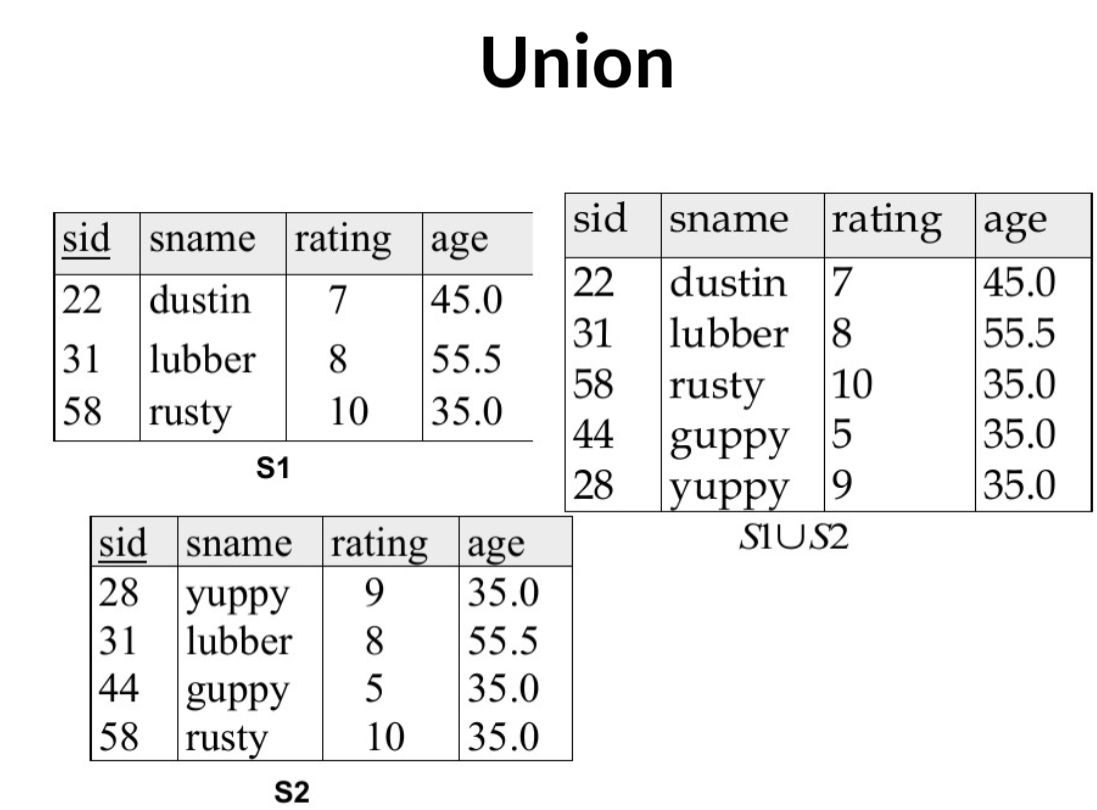 Union
sid sname rating age
22 dustin 7 45.0
31 lubber 8 55.5
58 rusty 10 35.0
S1
sid sname rating age
28 yuppy 9 35.0
31 lubber 8 55.5
44 guppy 5 35.0
58 rusty 10 35.0
S2
sid sname rating age
22 dustin 7 45.0
31 lubber 8 55.5
58 rusty 10 35.0
44 guppy 5 35.0
28 yuppy 9 35.0
S1∪S2